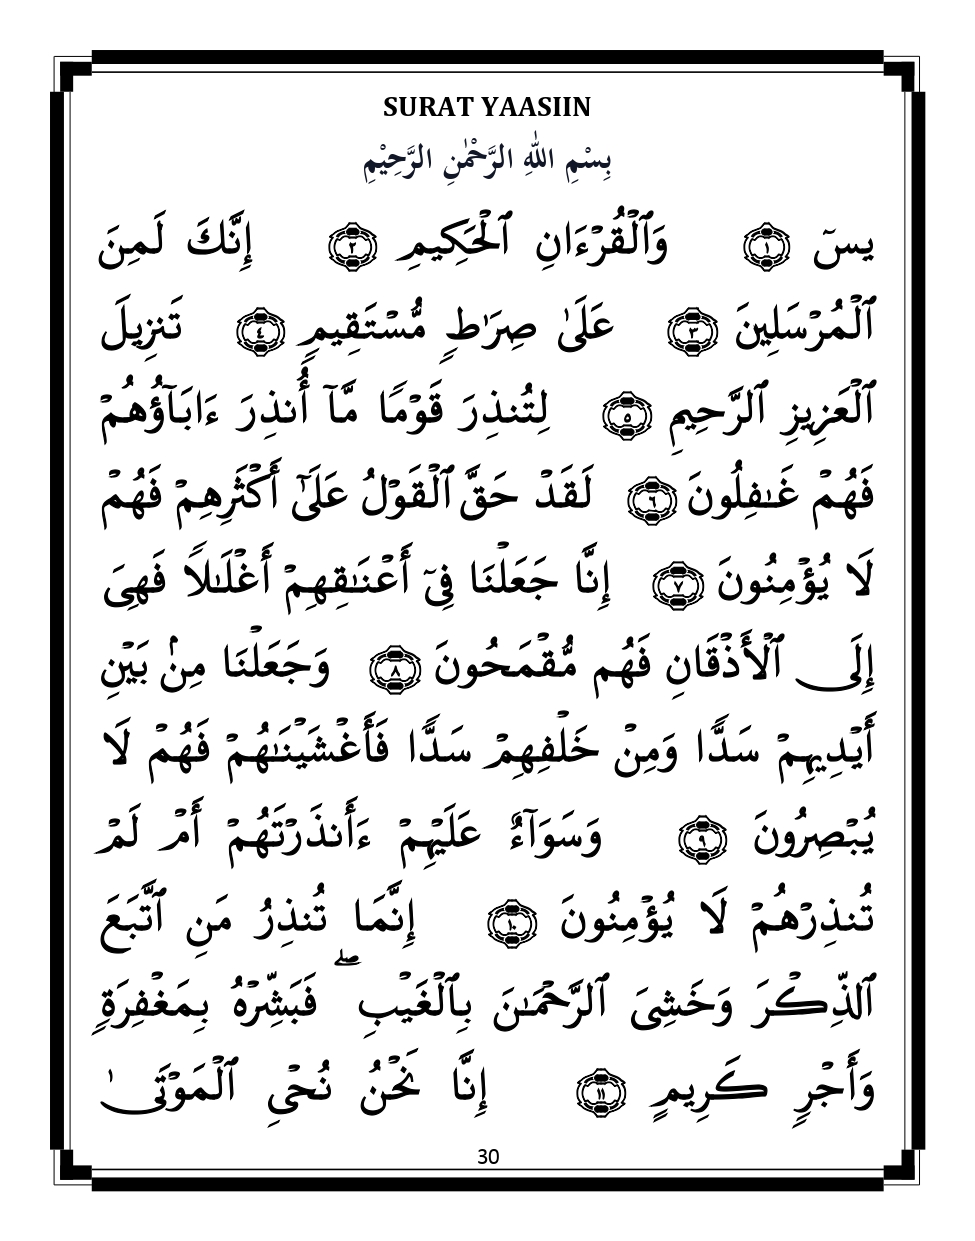 SURAT YAASIIN
بِسْمِ اللهِ الرَّحْمٰنِ الرَّحِيْمِ
يسٓ ۝١ وَٱلْقُرْءَانِ ٱلْحَكِيمِ ۝٢ إِنَّكَ لَمِنَ
ٱلْمُرْسَلِينَ ۝٣ عَلَىٰ صِرَٰطٍ مُّسْتَقِيمٍ ۝٤ تَنزِيلَ
ٱلْعَزِيزِ ٱلرَّحِيمِ ۝٥ لِتُنذِرَ قَوْمًا مَّآ أُنذِرَ ءَابَآؤُهُمْ
فَهُمْ غَـٰفِلُونَ ۝٦ لَقَدْ حَقَّ ٱلْقَوْلُ عَلَىٰٓ أَكْثَرِهِمْ فَهُمْ
لَا يُؤْمِنُونَ ۝٧ إِنَّا جَعَلْنَا فِىٓ أَعْنَـٰقِهِمْ أَغْلَـٰلًا فَهِىَ
إِلَى ٱلْأَذْقَانِ فَهُم مُّقْمَحُونَ ۝٨ وَجَعَلْنَا مِنۢ بَيْنِ
أَيْدِيهِمْ سَدًّا وَمِنْ خَلْفِهِمْ سَدًّا فَأَغْشَيْنَـٰهُمْ فَهُمْ لَا
يُبْصِرُونَ ۝٩ وَسَوَآءٌ عَلَيْهِمْ ءَأَنذَرْتَهُمْ أَمْ لَمْ
تُنذِرْهُمْ لَا يُؤْمِنُونَ ۝١٠ إِنَّمَا تُنذِرُ مَنِ ٱتَّبَعَ
ٱلذِّكْرَ وَخَشِىَ ٱلرَّحْمَـٰنَ بِٱلْغَيْبِ ۖ فَبَشِّرْهُ بِمَغْفِرَةٍ
وَأَجْرٍ كَرِيمٍ ۝١١ إِنَّا نَحْنُ نُحْىِ ٱلْمَوْتَىٰ
30